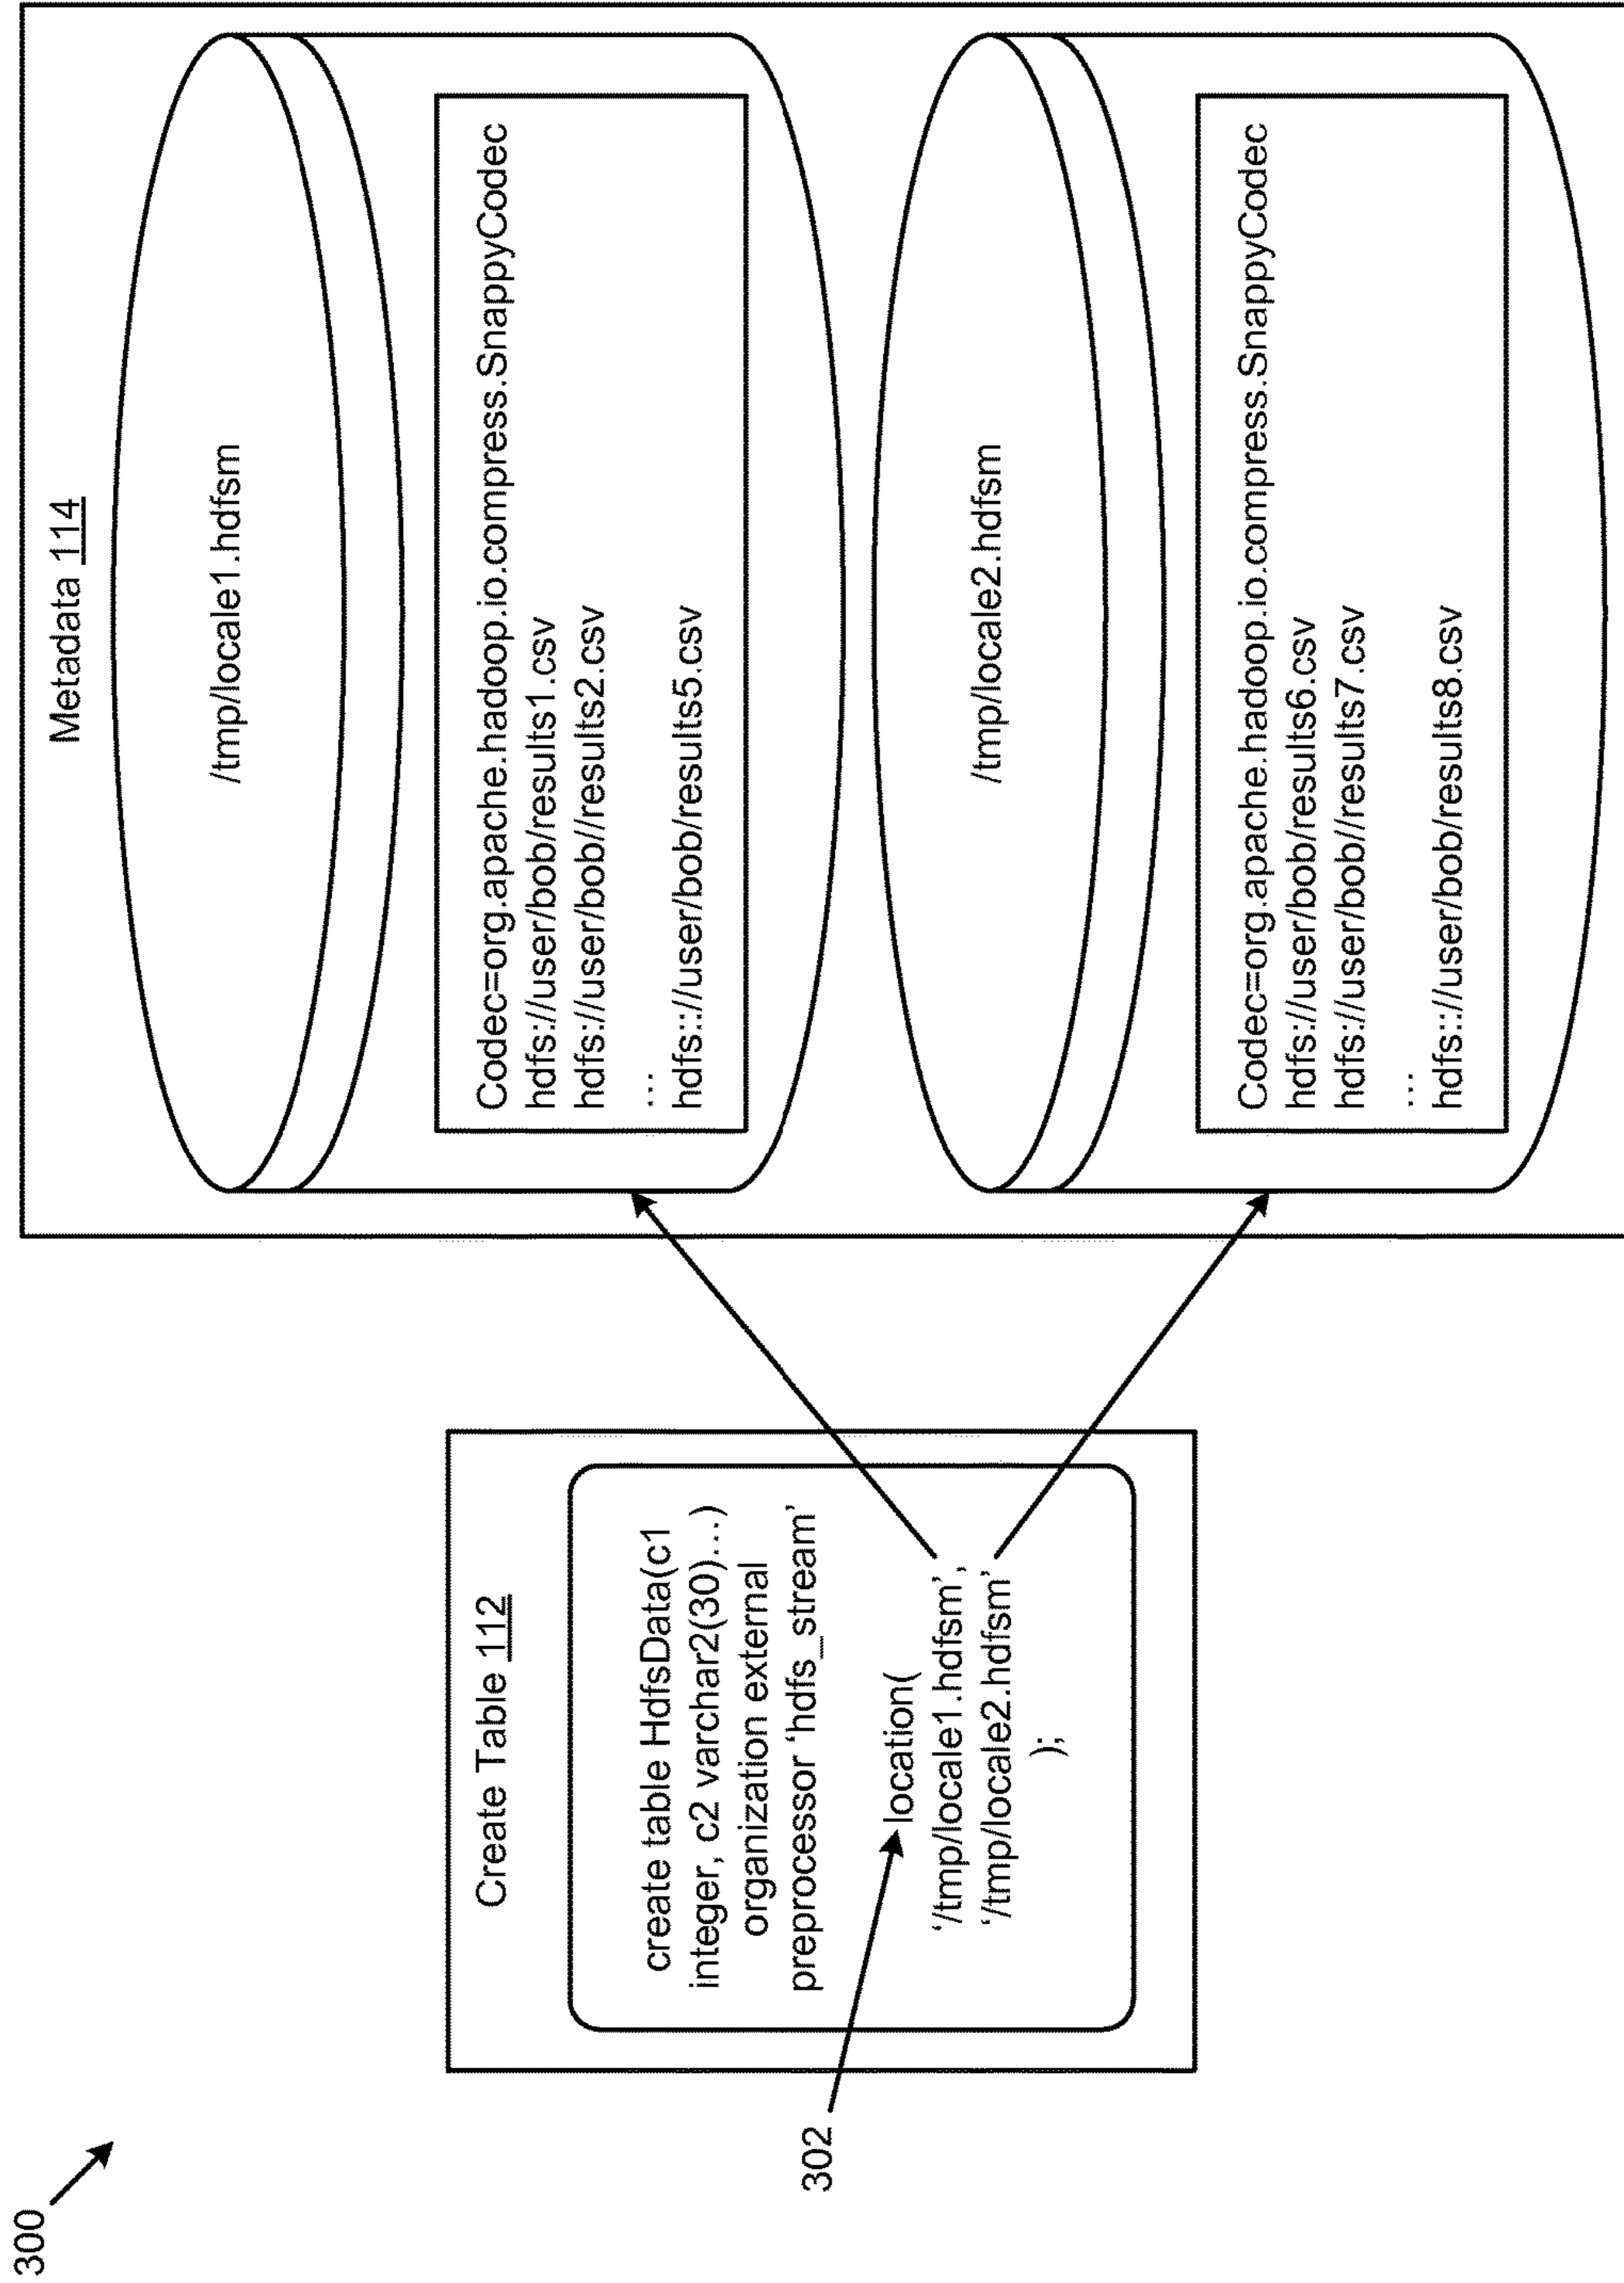 300
Create Table 112
create table HdfsData(c1
integer, c2 varchar2(30)…)
organization external
preprocessor ‘hdfs_stream’
location(
‘/tmp/locale1.hdfsm’,
‘/tmp/locale2.hdfsm’
);
302
Metadata 114
/tmp/locale1.hdfsm
Codec=org.apache.hadoop.io.compress.SnappyCodec
hdfs://user/bob/results1.csv
hdfs://user/bob//results2.csv
…
hdfs:://user/bob/results5.csv
/tmp/locale2.hdfsm
Codec=org.apache.hadoop.io.compress.SnappyCodec
hdfs://user/bob/results6.csv
hdfs://user/bob//results7.csv
…
hdfs:://user/bob/results8.csv